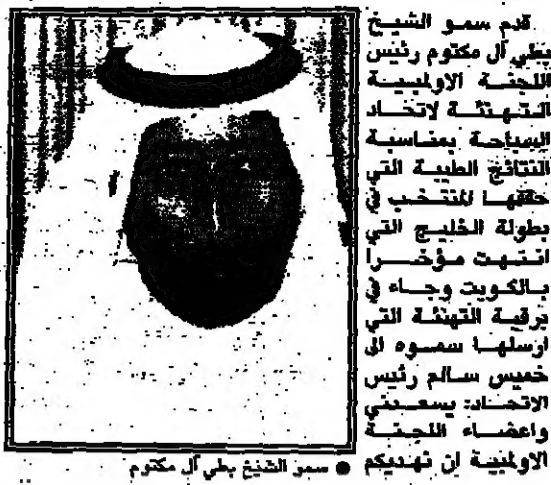 قدم سمو الشيخ
بطي آل مكتوم رئيس
اللجنة الاولمبية
التهنئة لاتحاد
السباحة بمناسبة
النتائج الطيبة التي
حققها المنتخب في
بطولة الخليج التي
انتهت مؤخرا
بالكويت وجاء في
برقية التهنئة التي
ارسلها سموه الى
خميس سالم رئيس
الاتحاد: يسعدني
واعضاء اللجنة
الاولمبية ان نهديكم
● سمو الشيخ بطي آل مكتوم